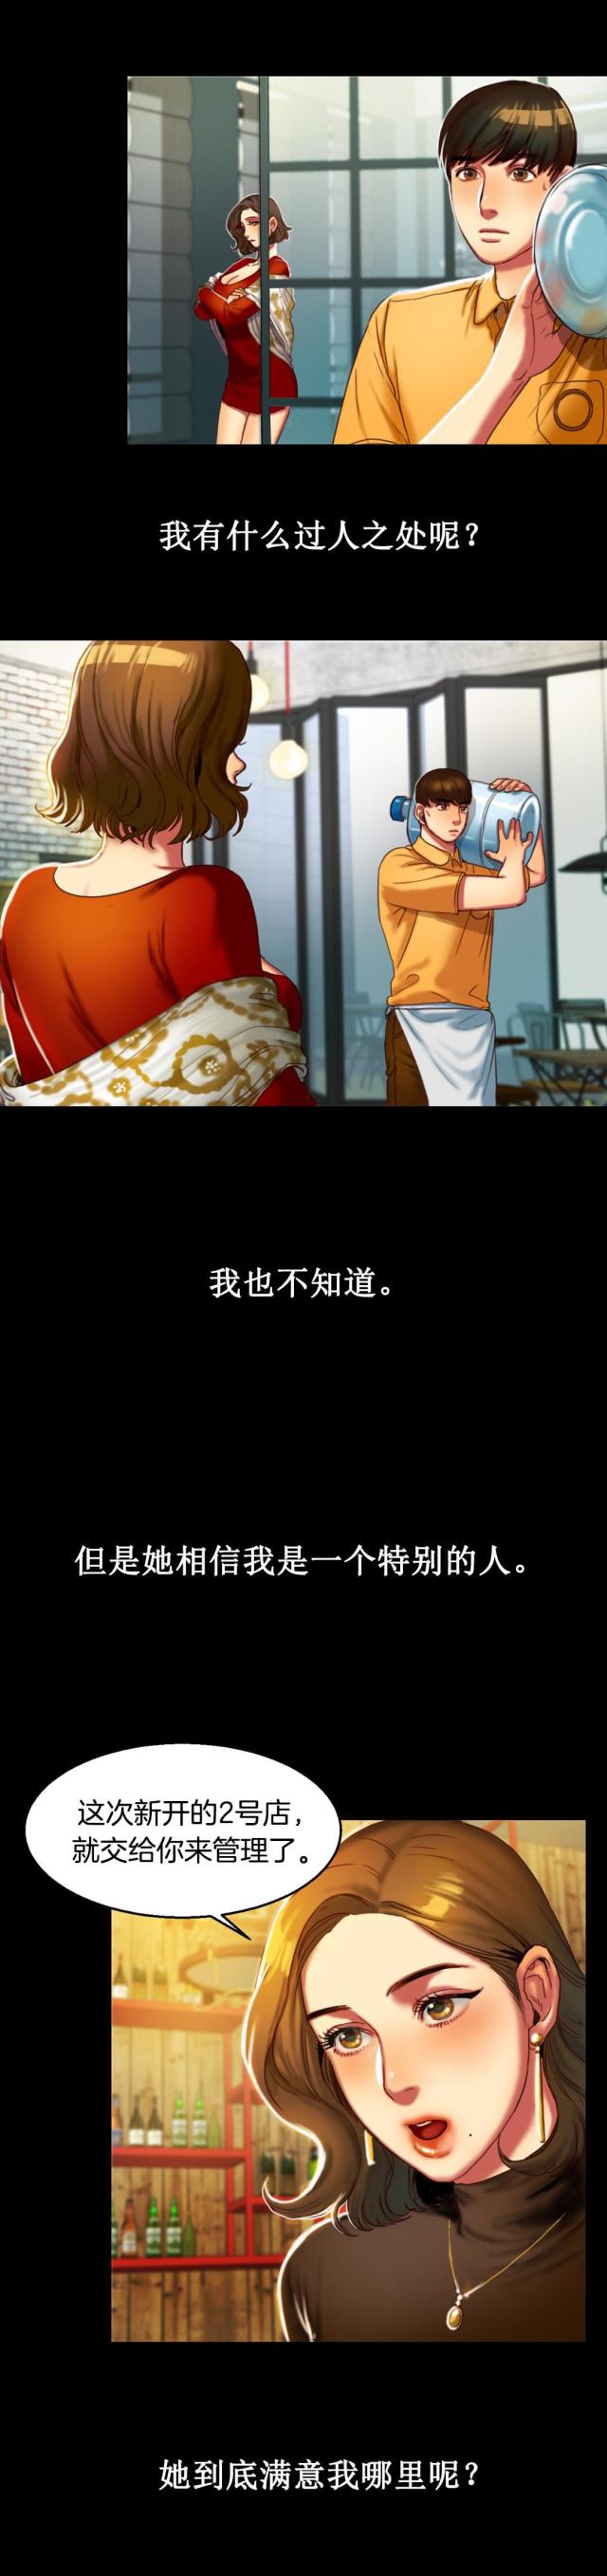 我有什么过人之处呢？
我也不知道。
但是她相信我是一个特别的人。
这次新开的2号店，
就交给你来管理了。
她到底满意我哪里呢？